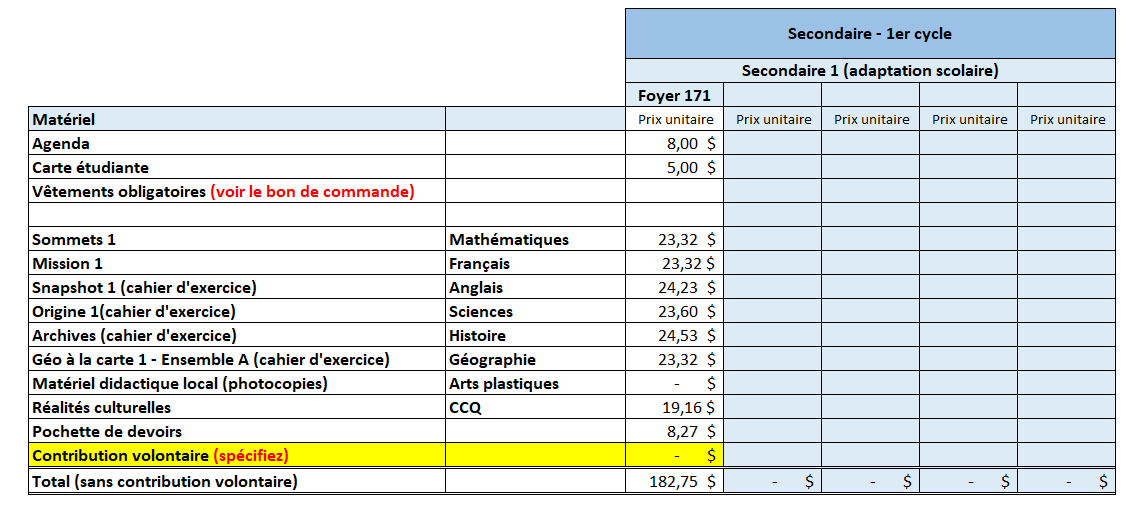 Secondaire - 1er cycle
Secondaire 1 (adaptation scolaire)
Foyer 171
Matériel Prix unitaire Prix unitaire Prix unitaire Prix unitaire Prix unitaire
Agenda 8,00 $
Carte étudiante 5,00 $
Vêtements obligatoires (voir le bon de commande)
Sommets 1 Mathématiques 23,32 $
Mission 1 Français 23,32 $
Snapshot 1 (cahier d'exercice) Anglais 24,23 $
Origine 1(cahier d'exercice) Sciences 23,60 $
Archives (cahier d'exercice) Histoire 24,53 $
Géo à la carte 1 - Ensemble A (cahier d'exercice) Géographie 23,32 $
Matériel didactique local (photocopies) Arts plastiques - $
Réalités culturelles CCQ 19,16 $
Pochette de devoirs 8,27 $
Contribution volontaire (spécifiez) - $
Total (sans contribution volontaire) 182,75 $ - $ - $ - $ - $